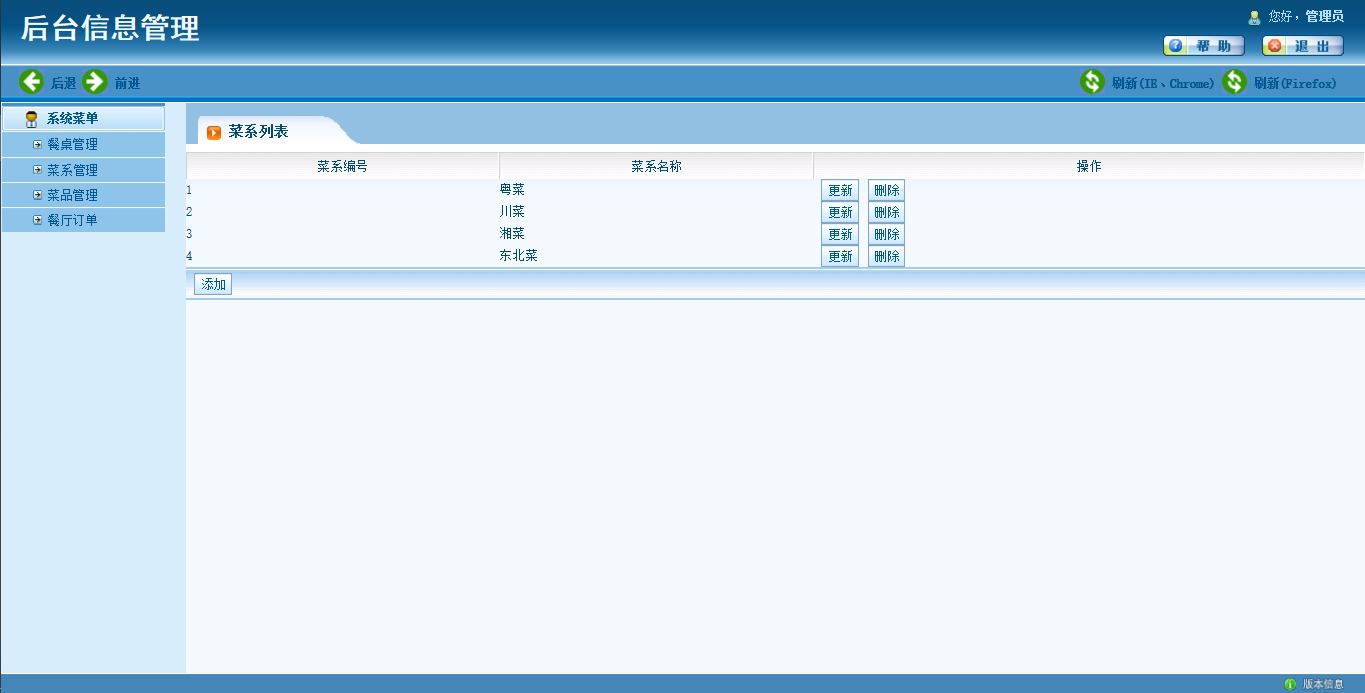 后台信息管理
您好，管理员
帮 助
退 出
后退
前进
刷新(IE、Chrome)
刷新(Firefox)
系统菜单
餐桌管理
菜系管理
菜品管理
餐厅订单
菜系列表
菜系编号 菜系名称 操作
1 粤菜 更新 删除
2 川菜 更新 删除
3 湘菜 更新 删除
4 东北菜 更新 删除
添加
版本信息